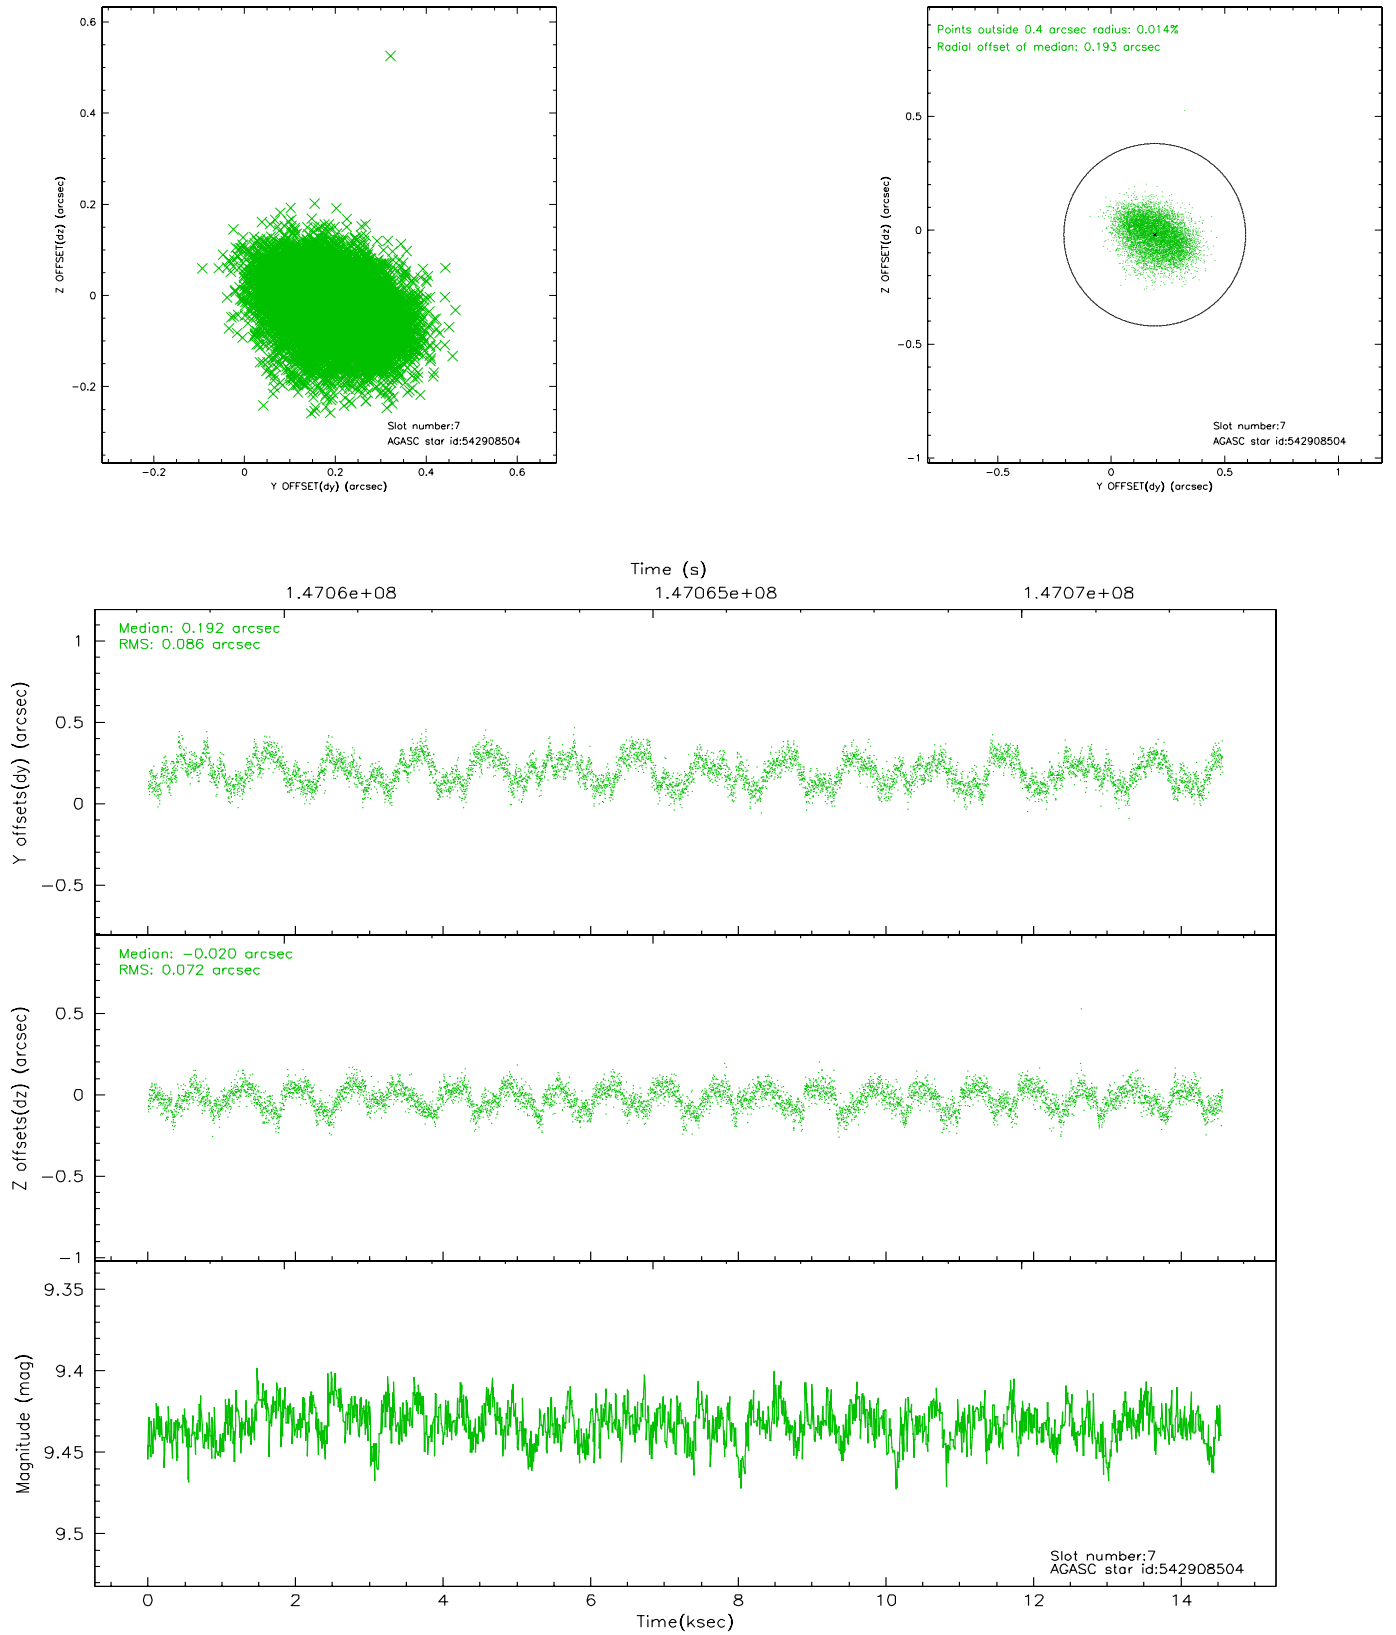 0.6
0.4
0.2
0
−0.2
Z OFFSET(dz) (arcsec)
Slot number:7
AGASC star id:542908504
−0.2
0
0.2
0.4
0.6
Y OFFSET(dy) (arcsec)
Points outside 0.4 arcsec radius: 0.014%
Radial offset of median: 0.193 arcsec
0.5
0
−0.5
−1
Z OFFSET(dz) (arcsec)
Slot number:7
AGASC star id:542908504
−0.5
0
0.5
1
Y OFFSET(dy) (arcsec)
Time (s)
1.4706e+08
1.47065e+08
1.4707e+08
Median: 0.192 arcsec
RMS: 0.086 arcsec
1
0.5
0
−0.5
Y offsets(dy) (arcsec)
Median: −0.020 arcsec
RMS: 0.072 arcsec
0.5
0
−0.5
−1
Z offsets(dz) (arcsec)
9.35
9.4
9.45
9.5
Magnitude (mag)
Slot number:7
AGASC star id:542908504
0
2
4
6
8
10
12
14
Time(ksec)